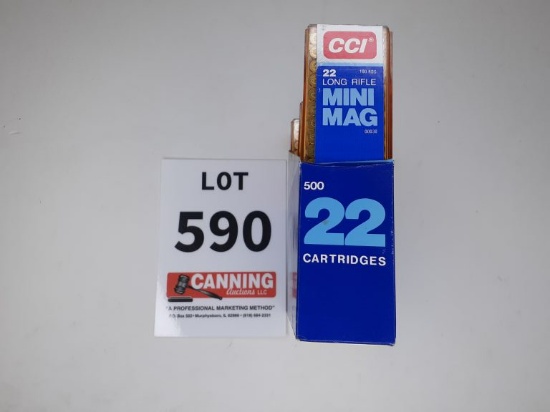 CCI
22
LONG RIFLE
MINI
MAG
500
22
CARTRIDGES
LOT
590
CANNING
Auctions LLC
"A PROFESSIONAL MARKETING METHOD"